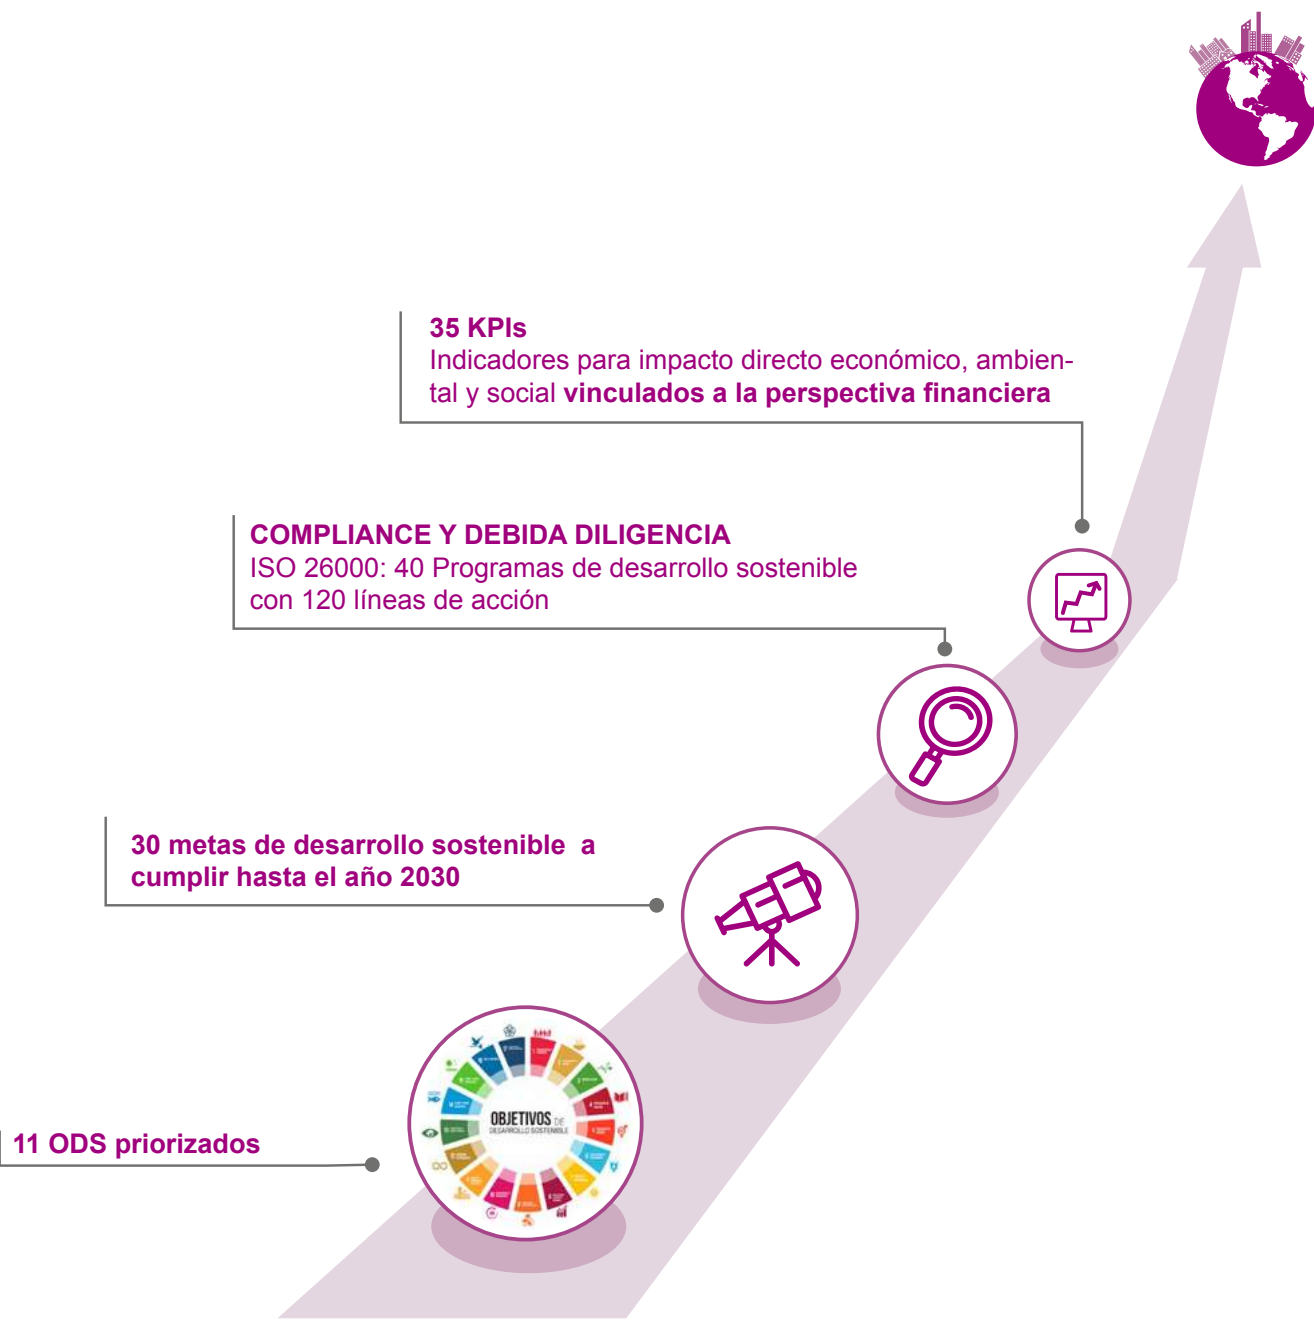 35 KPIs
Indicadores para impacto directo económico, ambien-
tal y social vinculados a la perspectiva financiera
COMPLIANCE Y DEBIDA DILIGENCIA
ISO 26000: 40 Programas de desarrollo sostenible
con 120 líneas de acción
30 metas de desarrollo sostenible a
cumplir hasta el año 2030
OBJETIVOS DE
DESARROLLO SOSTENIBLE
11 ODS priorizados